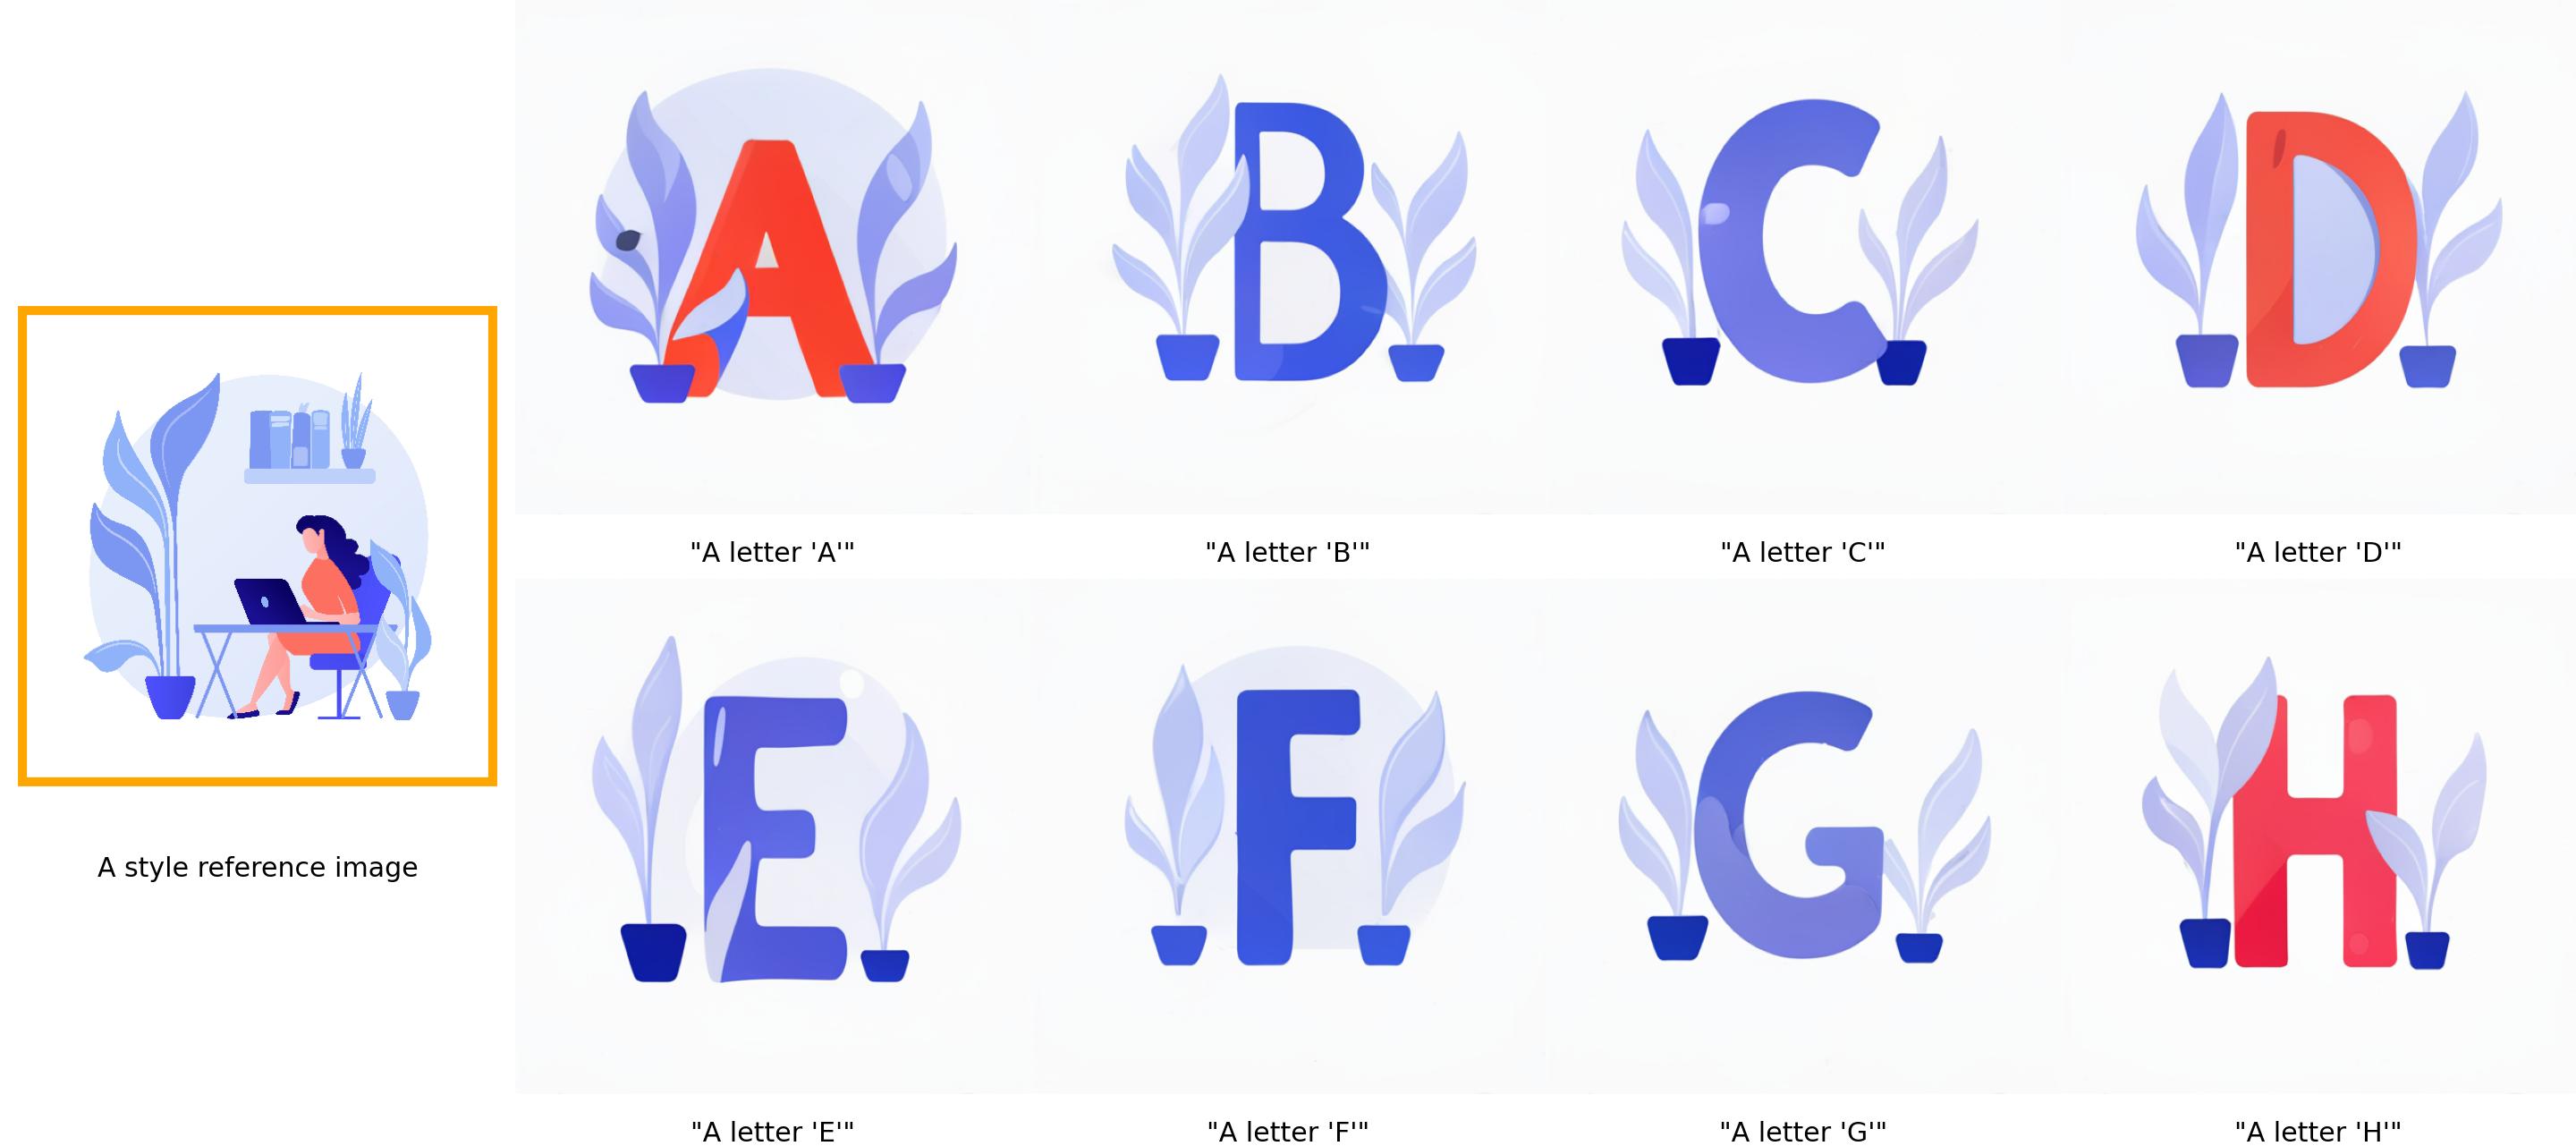 A
B
C
D
"A letter 'A'"
"A letter 'B'"
"A letter 'C'"
"A letter 'D'"
A style reference image
E
F
G
H
"A letter 'E'"
"A letter 'F'"
"A letter 'G'"
"A letter 'H'"